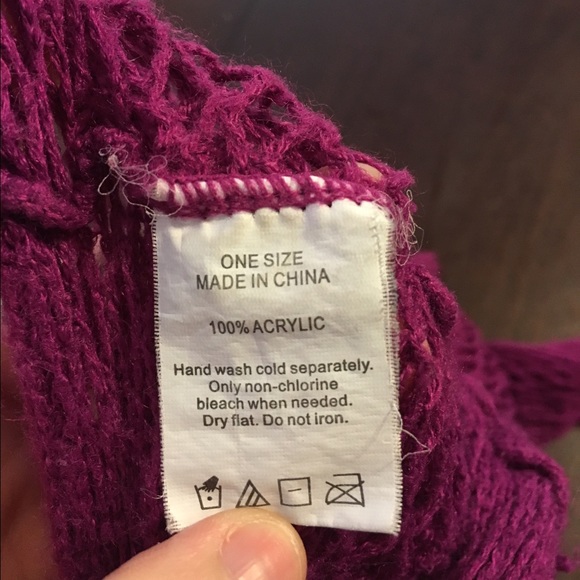 ONE SIZE
MADE IN CHINA
100% ACRYLIC
Hand wash cold separately.
Only non-chlorine
bleach when needed.
Dry flat. Do not iron.